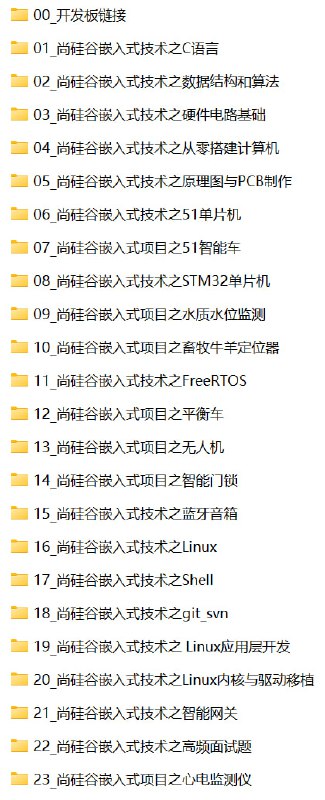 00_开发板链接
01_尚硅谷嵌入式技术之C语言
02_尚硅谷嵌入式技术之数据结构和算法
03_尚硅谷嵌入式技术之硬件电路基础
04_尚硅谷嵌入式技术之从零搭建计算机
05_尚硅谷嵌入式技术之原理图与PCB制作
06_尚硅谷嵌入式技术之51单片机
07_尚硅谷嵌入式项目之51智能车
08_尚硅谷嵌入式技术之STM32单片机
09_尚硅谷嵌入式项目之水质水位监测
10_尚硅谷嵌入式项目之畜牧牛羊定位器
11_尚硅谷嵌入式技术之FreeRTOS
12_尚硅谷嵌入式项目之平衡车
13_尚硅谷嵌入式项目之无人机
14_尚硅谷嵌入式项目之智能门锁
15_尚硅谷嵌入式技术之蓝牙音箱
16_尚硅谷嵌入式技术之Linux
17_尚硅谷嵌入式技术之Shell
18_尚硅谷嵌入式技术之git_svn
19_尚硅谷嵌入式技术之 Linux应用层开发
20_尚硅谷嵌入式技术之Linux内核与驱动移植
21_尚硅谷嵌入式技术之智能网关
22_尚硅谷嵌入式技术之高频面试题
23_尚硅谷嵌入式项目之心电监测仪